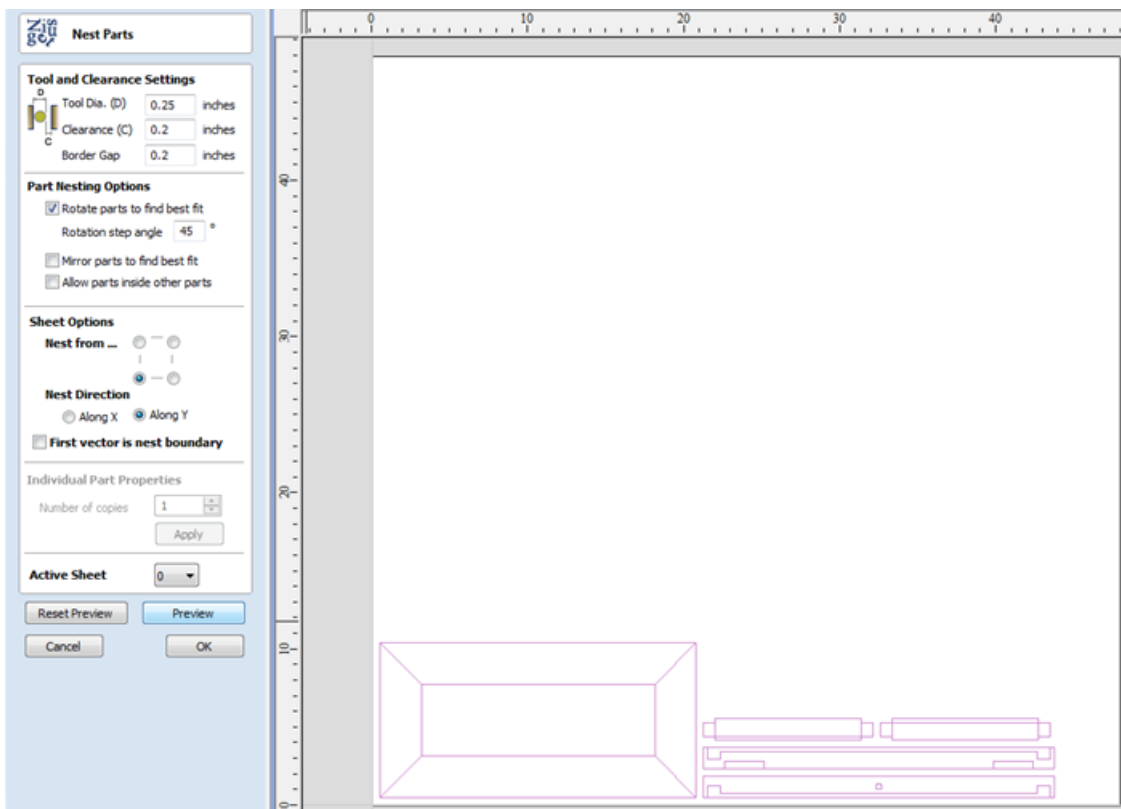 Nest Parts
Tool and Clearance Settings
D
Tool Dia. (D) 0.25 inches
Clearance (C) 0.2 inches
C
Border Gap 0.2 inches
Part Nesting Options
Rotate parts to find best fit
Rotation step angle 45 °
Mirror parts to find best fit
Allow parts inside other parts
Sheet Options
Nest from ...
Nest Direction
Along X Along Y
First vector is nest boundary
Individual Part Properties
Number of copies 1
Apply
Active Sheet 0
Reset Preview Preview
Cancel OK
0 10 20 30 40
40
30
20
10
0